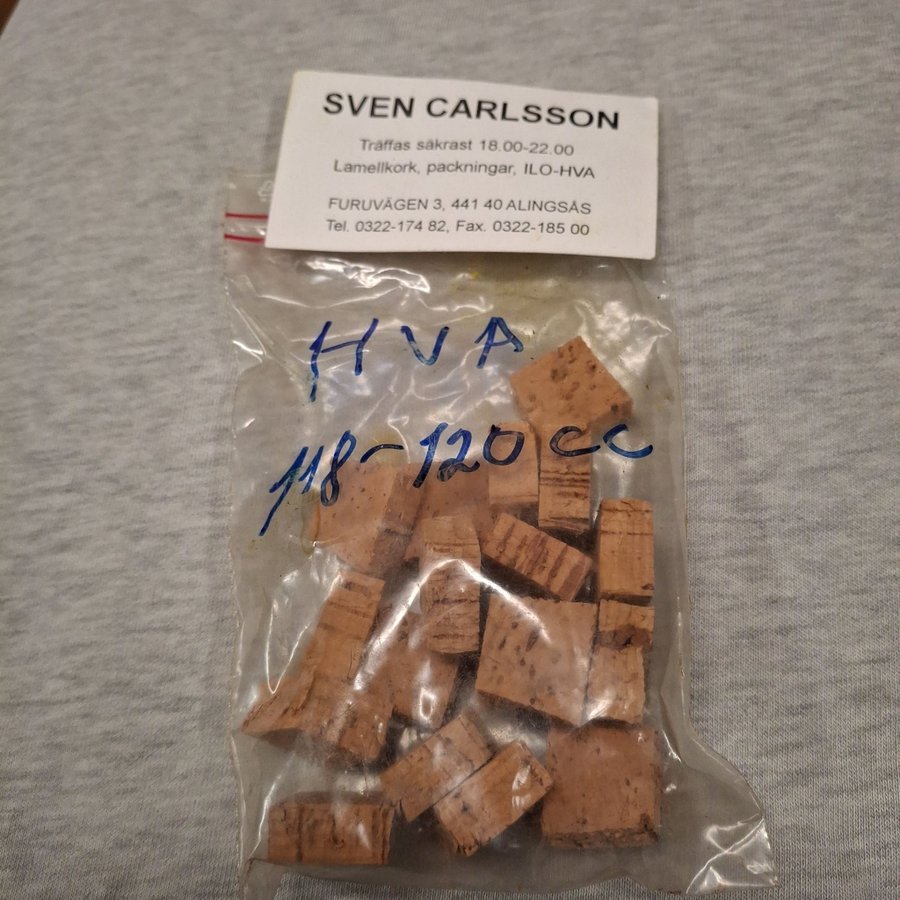 SVEN CARLSSON
Träffas säkrast 18.00-22.00
Lamellkork, packningar, ILO-HVA
FURUVÄGEN 3, 441 40 ALINGSÅS
Tel. 0322-174 82, Fax. 0322-185 00
HVA
118-120 cc